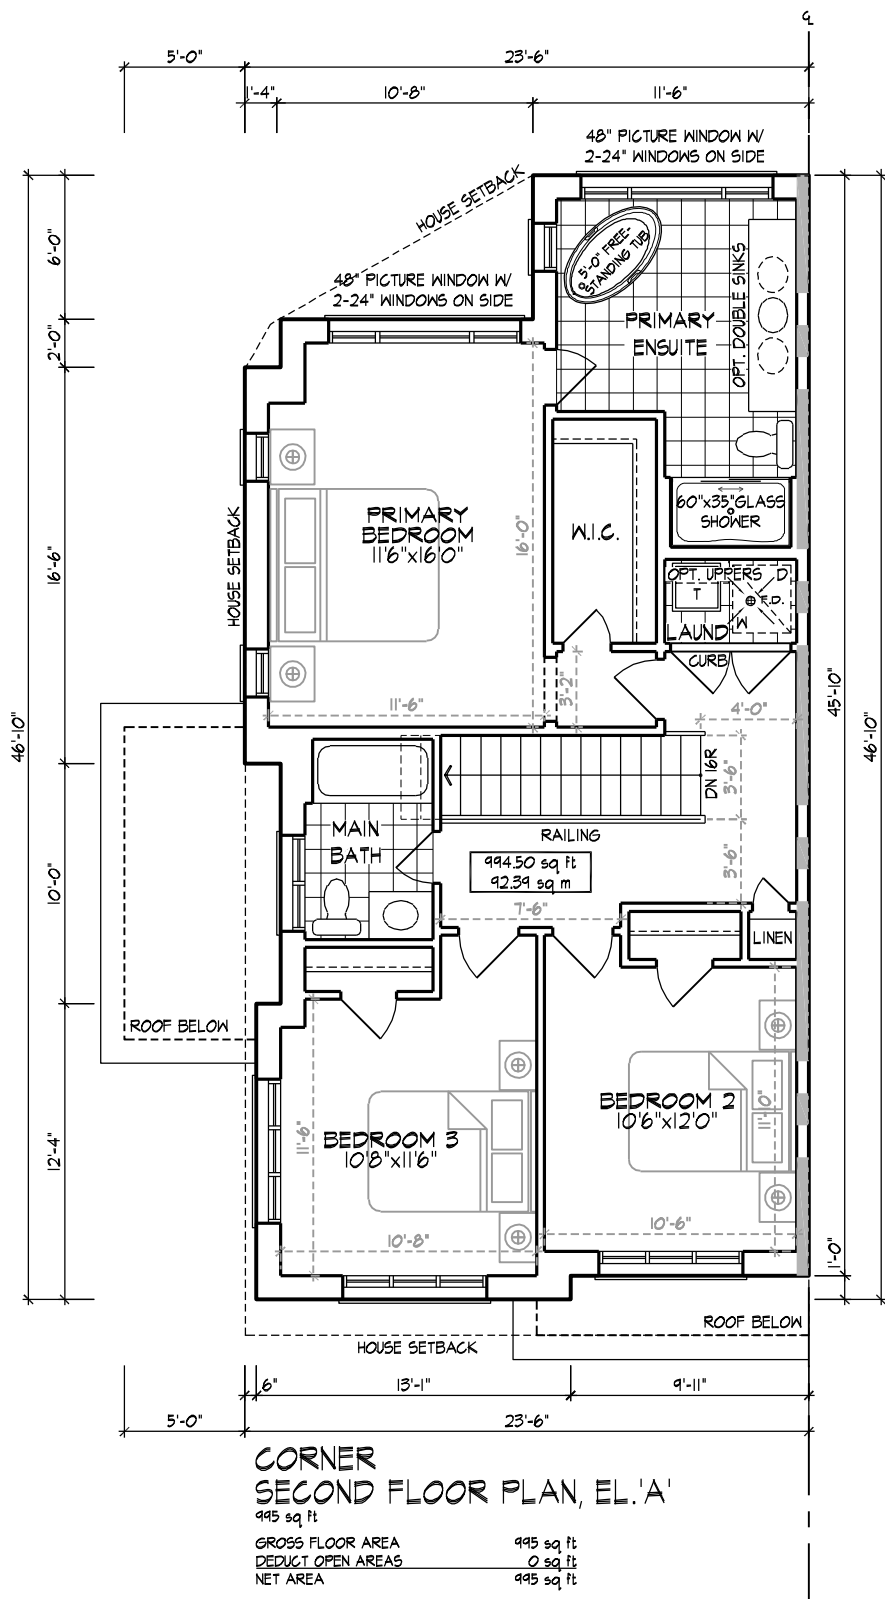 ℄
5'-0"
23'-6"
1'-4"
10'-8"
11'-6"
48" PICTURE WINDOW W/
2-24" WINDOWS ON SIDE
HOUSE SETBACK
6'-0"
5'-0" FREE-
STANDING TUB
48" PICTURE WINDOW W/
2-24" WINDOWS ON SIDE
PRIMARY
ENSUITE
OPT. DOUBLE SINKS
2'-0"
PRIMARY
BEDROOM
11'6"x16'0"
16'-0"
W.I.C.
60"x35"GLASS
SHOWER
HOUSE SETBACK
16'-6"
OPT. UPPERS
D
T
F.D.
W
LAUND
CURB
11'-6"
3'-2"
4'-0"
46'-10"
45'-10"
46'-10"
DN 16R
3'-6"
MAIN
BATH
RAILING
994.50 sq ft
92.39 sq m
3'-6"
10'-0"
7'-6"
LINEN
ROOF BELOW
BEDROOM 2
10'6"x12'0"
11'-10"
BEDROOM 3
10'8"x11'6"
11'-6"
12'-4"
10'-8"
10'-6"
1'-0"
ROOF BELOW
HOUSE SETBACK
6"
13'-1"
9'-11"
5'-0"
23'-6"
CORNER
SECOND FLOOR PLAN, EL.'A'
995 sq ft
GROSS FLOOR AREA 995 sq ft
DEDUCT OPEN AREAS 0 sq ft
NET AREA 995 sq ft